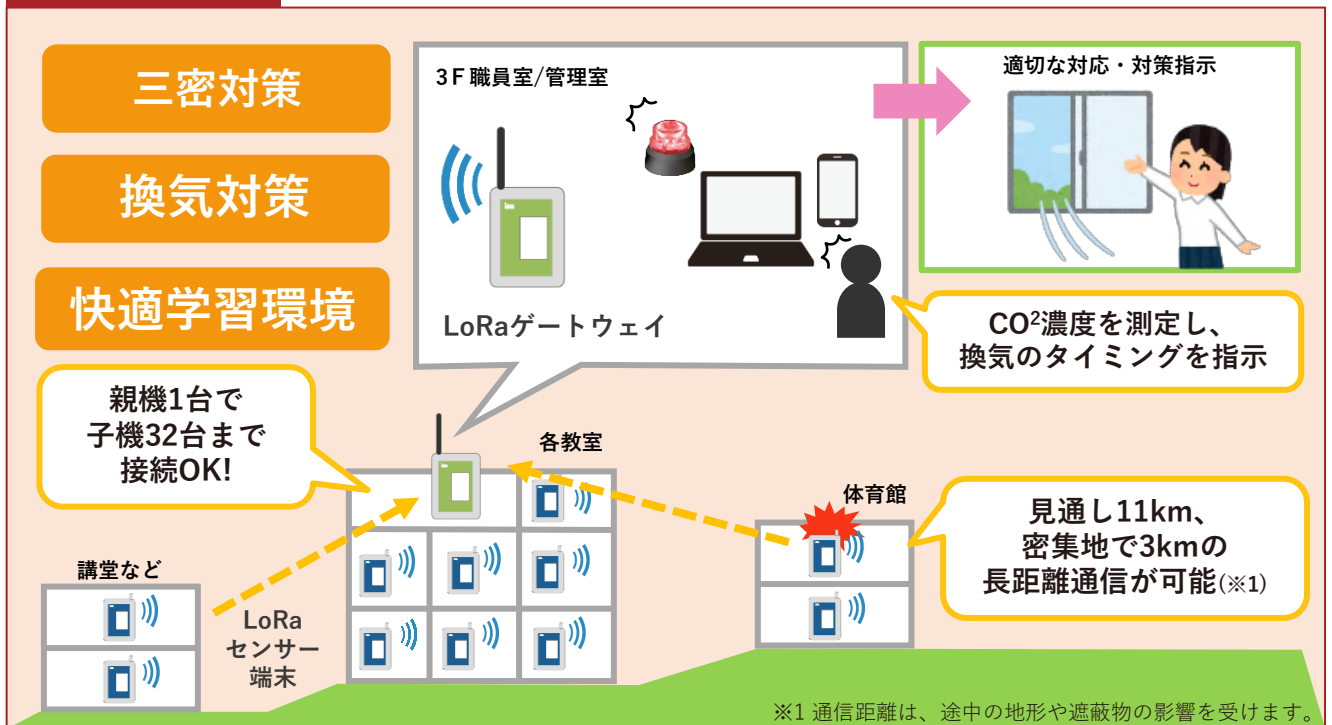 三密対策
換気対策
快適学習環境
3F 職員室/管理室
LoRaゲートウェイ
適切な対応・対策指示
CO²濃度を測定し、
換気のタイミングを指示
親機1台で
子機32台まで
接続OK!
各教室
体育館
見通し11km、
密集地で3kmの
長距離通信が可能(※1)
講堂など
LoRa
センサー
端末
※1 通信距離は、途中の地形や遮蔽物の影響を受けます。